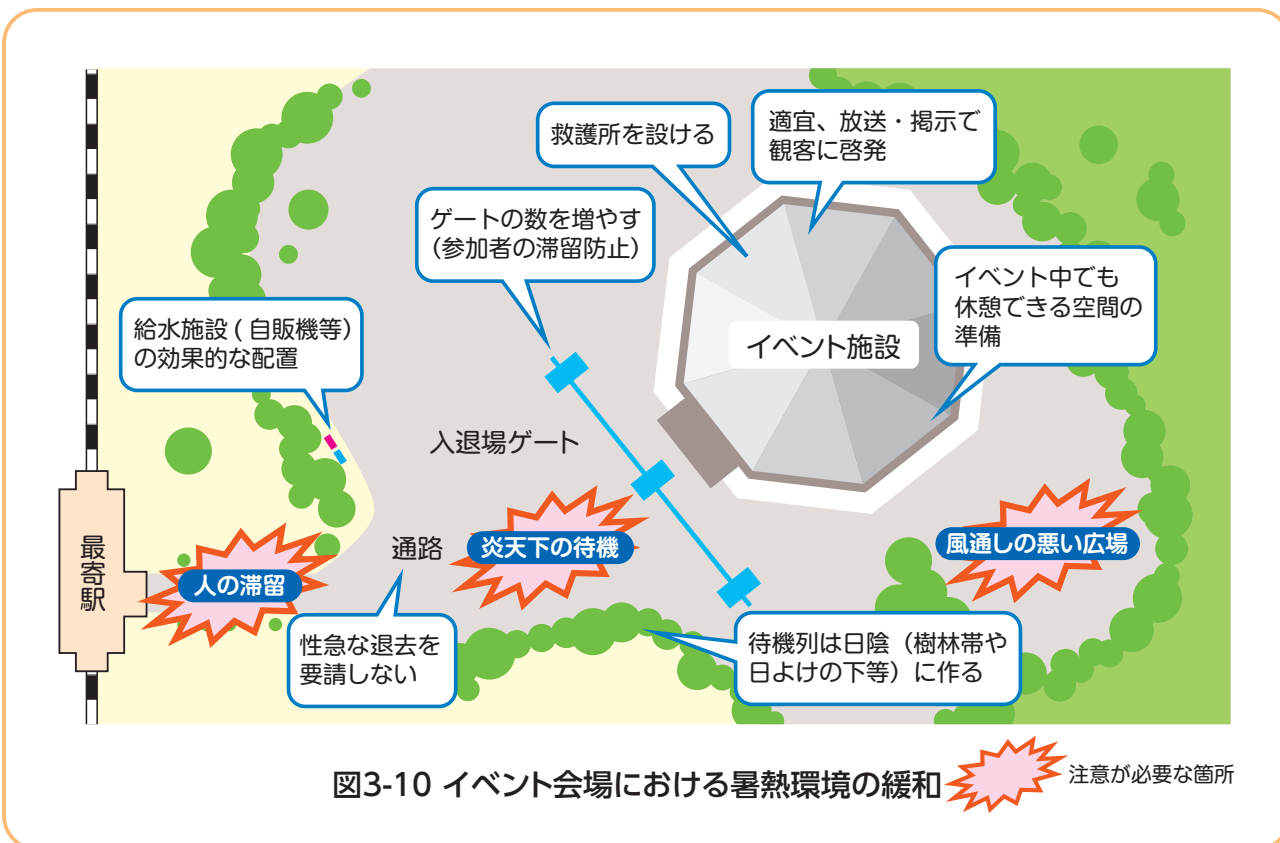 救護所を設ける
適宜、放送・掲示で
観客に啓発
ゲートの数を増やす
（参加者の滞留防止）
イベント中でも
休憩できる空間の
準備
給水施設 ( 自販機等）
の効果的な配置
イベント施設
入退場ゲート
最寄駅
人の滞留
通路
炎天下の待機
風通しの悪い広場
性急な退去を
要請しない
待機列は日陰（樹林帯や
日よけの下等）に作る
図3-10 イベント会場における暑熱環境の緩和
注意が必要な箇所